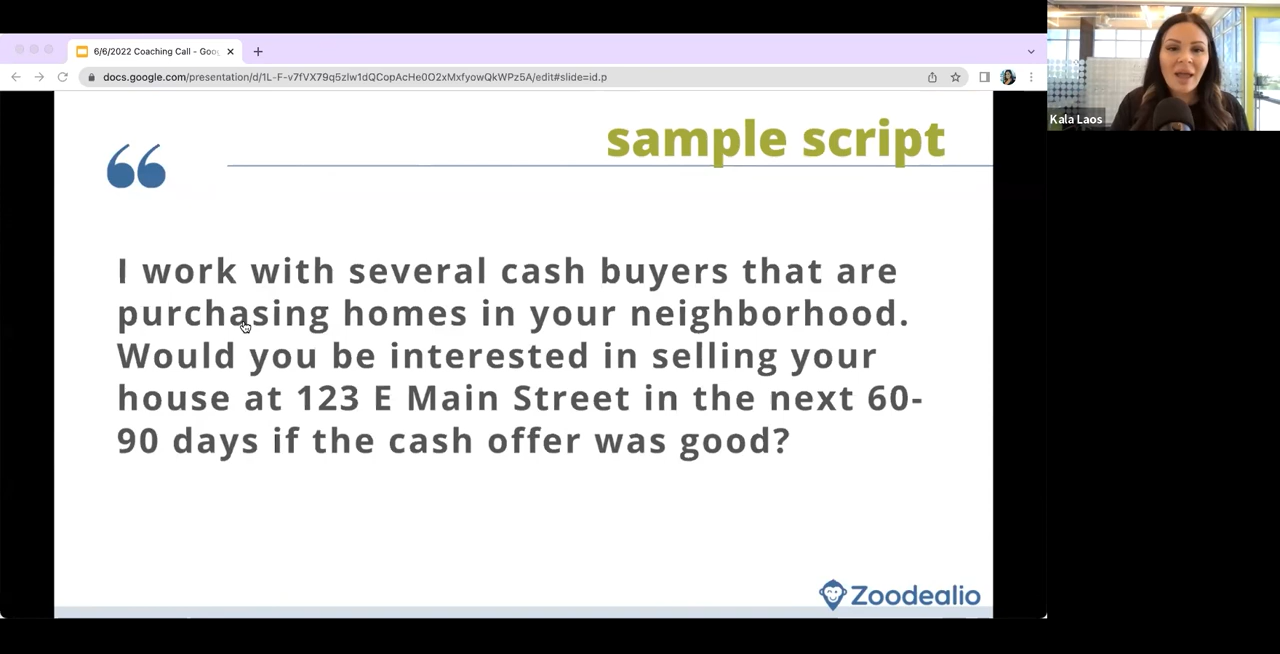 6/6/2022 Coaching Call - Goo
docs.google.com/presentation/d/1L-F-v7fVX79q5zIw1dQCopAcHe0O2xMxfyowQkWPz5A/edit#slide=id.p
Kala Laos
sample script
“
I work with several cash buyers that are
purchasing homes in your neighborhood.
Would you be interested in selling your
house at 123 E Main Street in the next 60-
90 days if the cash offer was good?
Zoodealio